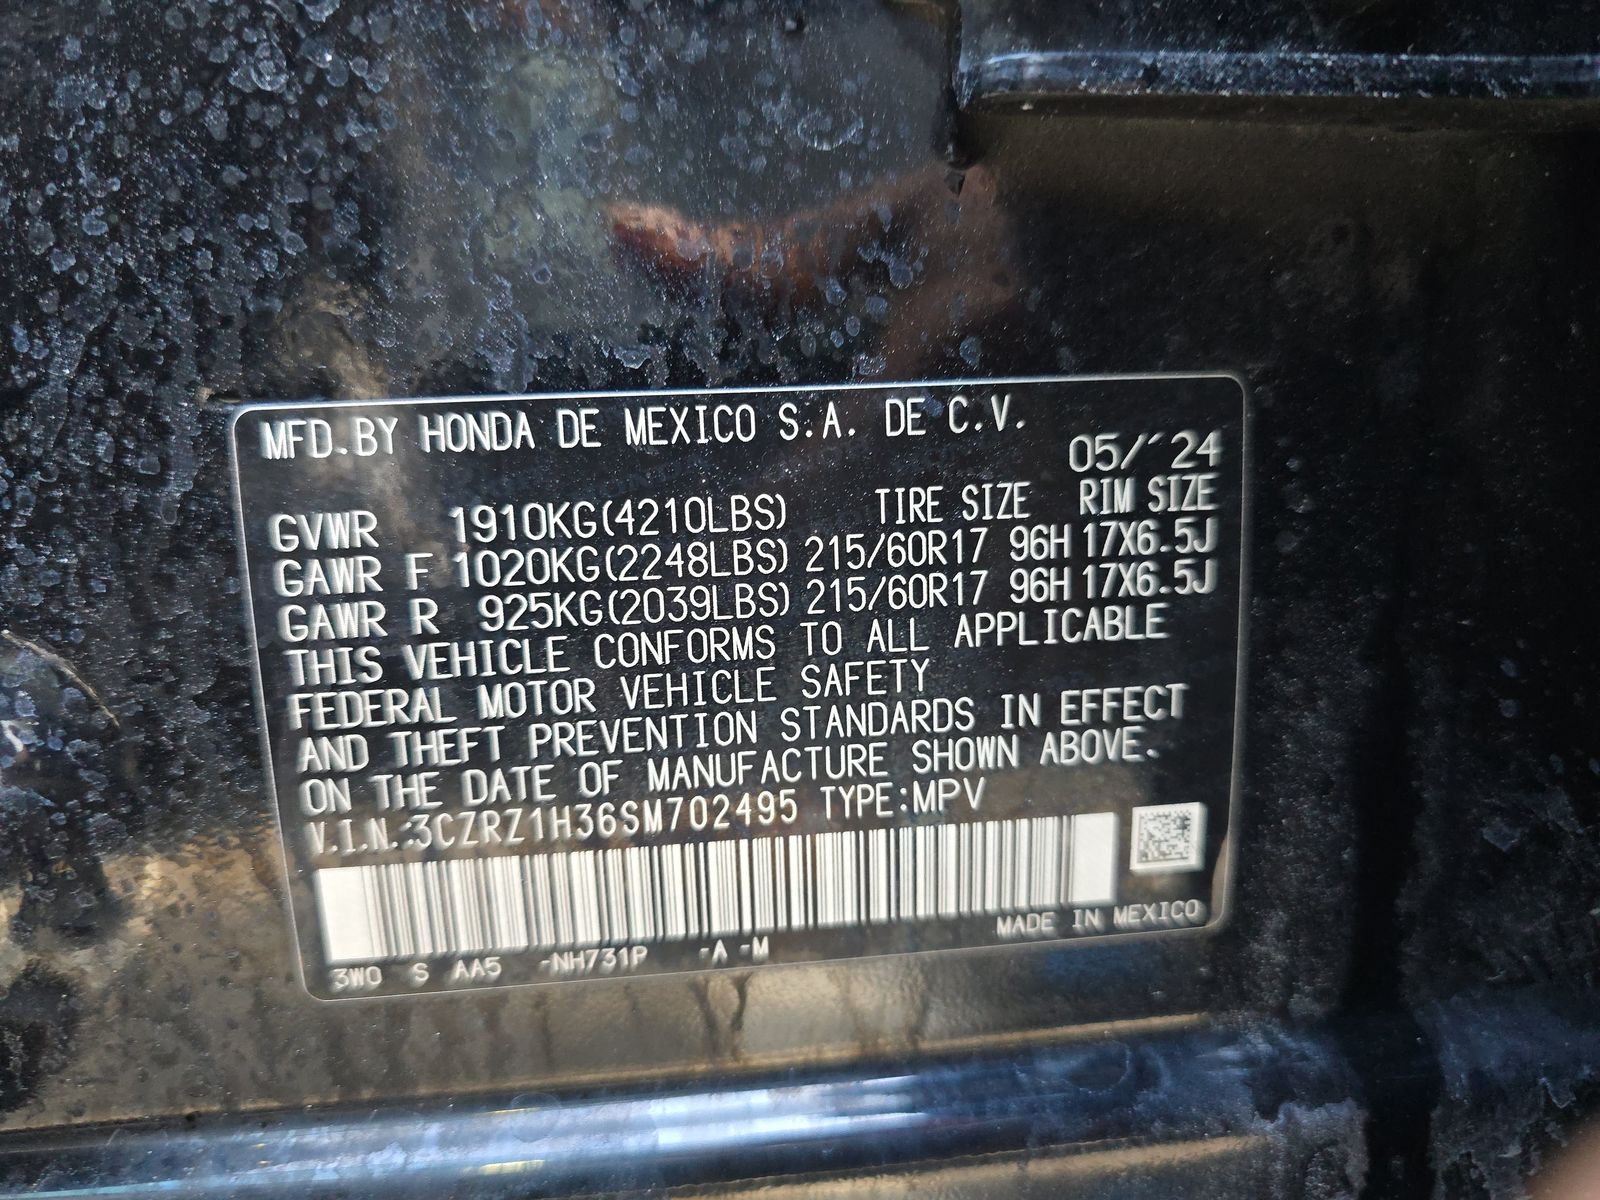 MFD.BY HONDA DE MEXICO S.A. DE C.V.
05/´24
GVWR 1910KG(4210LBS) TIRE SIZE RIM SIZE
GAWR F 1020KG(2248LBS) 215/60R17 96H 17X6.5J
GAWR R 925KG(2039LBS) 215/60R17 96H 17X6.5J
THIS VEHICLE CONFORMS TO ALL APPLICABLE
FEDERAL MOTOR VEHICLE SAFETY
AND THEFT PREVENTION STANDARDS IN EFFECT
ON THE DATE OF MANUFACTURE SHOWN ABOVE.
V.I.N.:3CZRZ1H36SM702495 TYPE:MPV
MADE IN MEXICO
3W0 S AA5 -NH731P -A -M